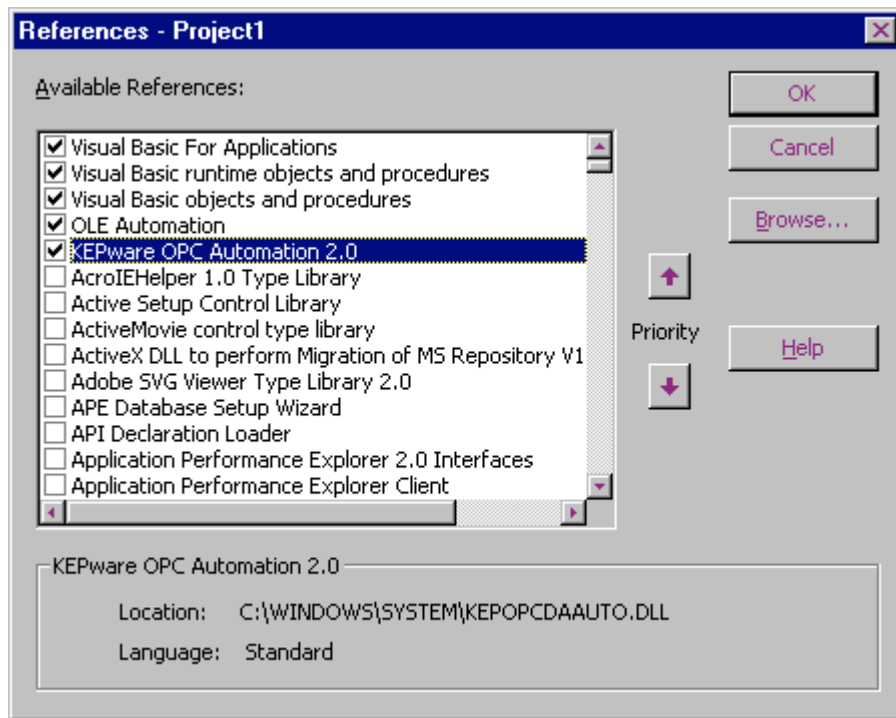 References - Project1
Available References:
OK
Visual Basic For Applications
Cancel
Visual Basic runtime objects and procedures
Visual Basic objects and procedures
OLE Automation
Browse...
KEPware OPC Automation 2.0
AcroIEHelper 1.0 Type Library
Active Setup Control Library
ActiveMovie control type library
Priority
ActiveX DLL to perform Migration of MS Repository V1
Help
Adobe SVG Viewer Type Library 2.0
APE Database Setup Wizard
API Declaration Loader
Application Performance Explorer 2.0 Interfaces
Application Performance Explorer Client
KEPware OPC Automation 2.0
Location: C:\WINDOWS\SYSTEM\KEPOPCDAAUTO.DLL
Language: Standard